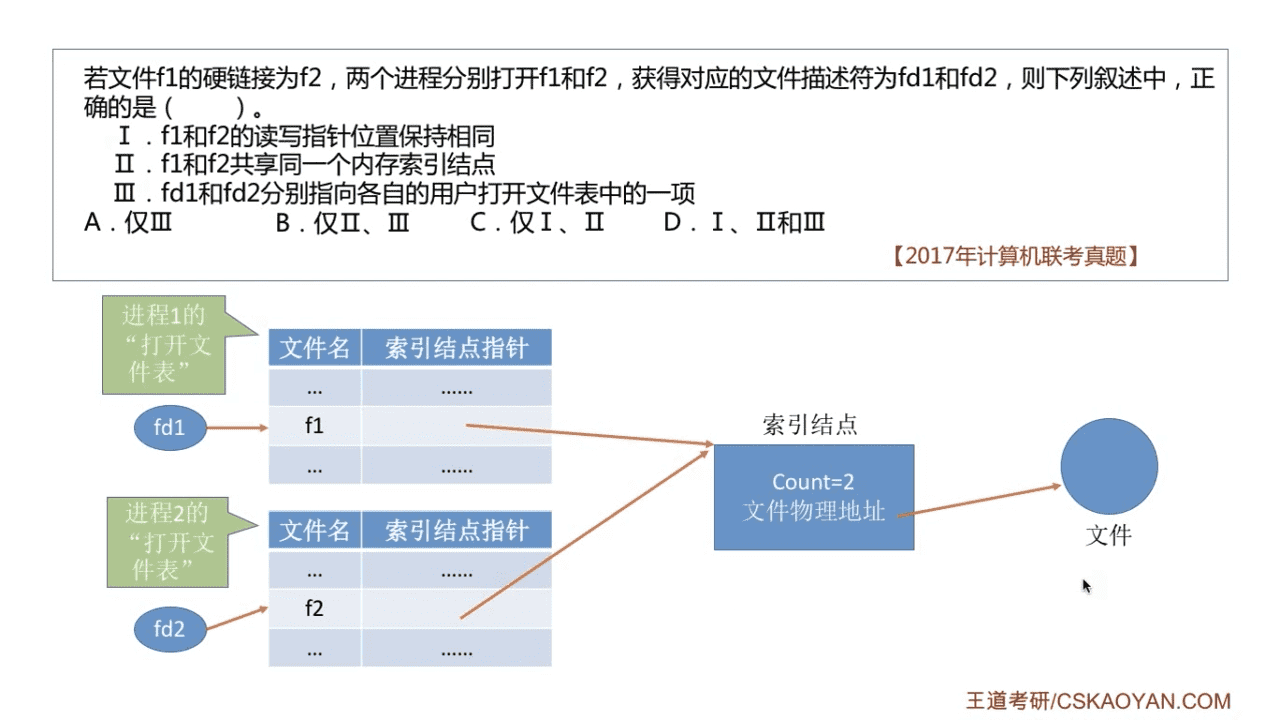 若文件f1的硬链接为f2，两个进程分别打开f1和f2，获得对应的文件描述符为fd1和fd2，则下列叙述中，正
确的是（　　）。
Ⅰ．f1和f2的读写指针位置保持相同
Ⅱ．f1和f2共享同一个内存索引结点
Ⅲ．fd1和fd2分别指向各自的用户打开文件表中的一项
A．仅Ⅲ　B．仅Ⅱ、Ⅲ　C．仅Ⅰ、Ⅱ　D．Ⅰ、Ⅱ和Ⅲ
【2017年计算机联考真题】
进程1的
“打开文
件表”
文件名　索引结点指针
...　......
fd1
f1
...　......
索引结点
Count=2
文件物理地址
文件
进程2的
“打开文
件表”
文件名　索引结点指针
...　......
fd2
f2
...　......
王道考研/CSKAOYAN.COM